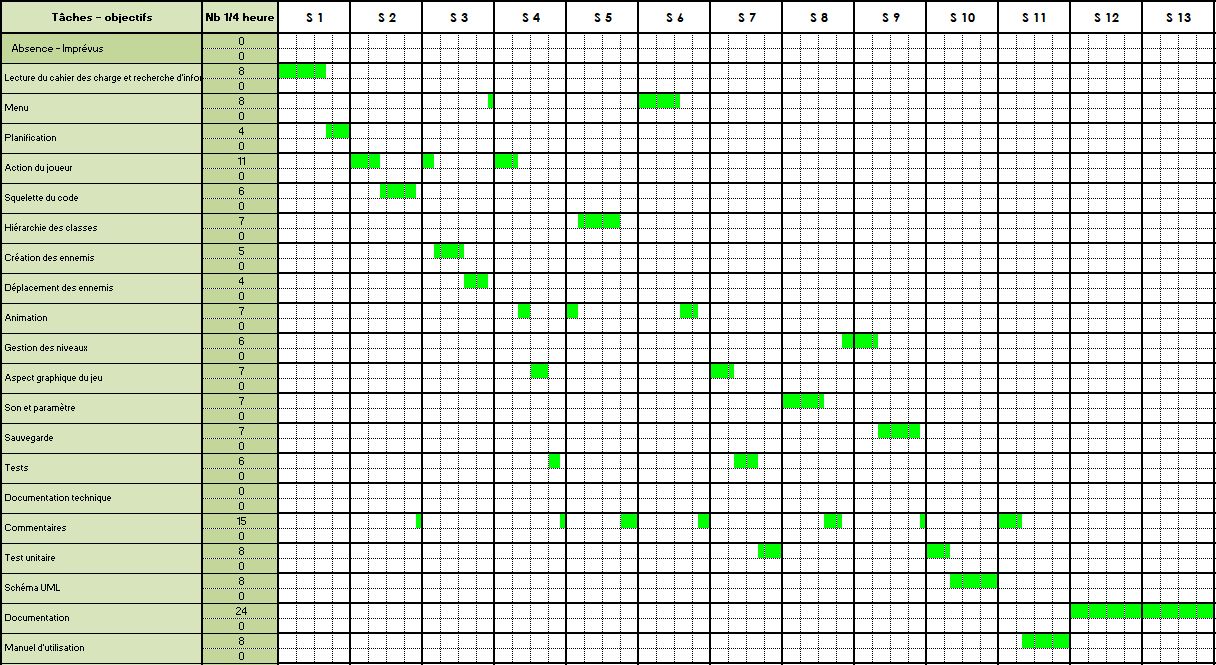 Tâches - objectifs Nb 1/4 heure S 1 S 2 S 3 S 4 S 5 S 6 S 7 S 8 S 9 S 10 S 11 S 12 S 13
Absence - Imprévus 0
0
Lecture du cahier des charge et recherche d'infor 8
0
Menu 8
0
Planification 4
0
Action du joueur 11
0
Squelette du code 6
0
Hiérarchie des classes 7
0
Création des ennemis 5
0
Déplacement des ennemis 4
0
Animation 7
0
Gestion des niveaux 6
0
Aspect graphique du jeu 7
0
Son et paramètre 7
0
Sauvegarde 7
0
Tests 6
0
Documentation technique 0
0
Commentaires 15
0
Test unitaire 8
0
Schéma UML 8
0
Documentation 24
0
Manuel d'utilisation 8
0